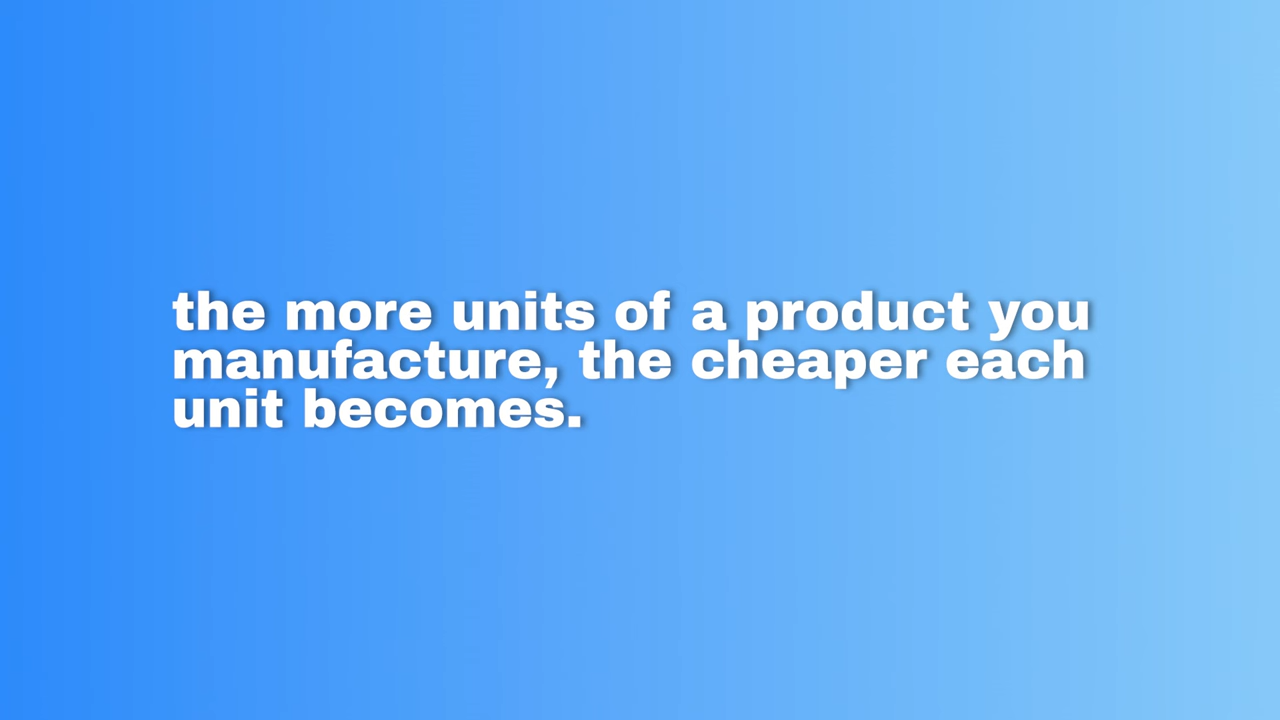 the more units of a product you
manufacture, the cheaper each
unit becomes.